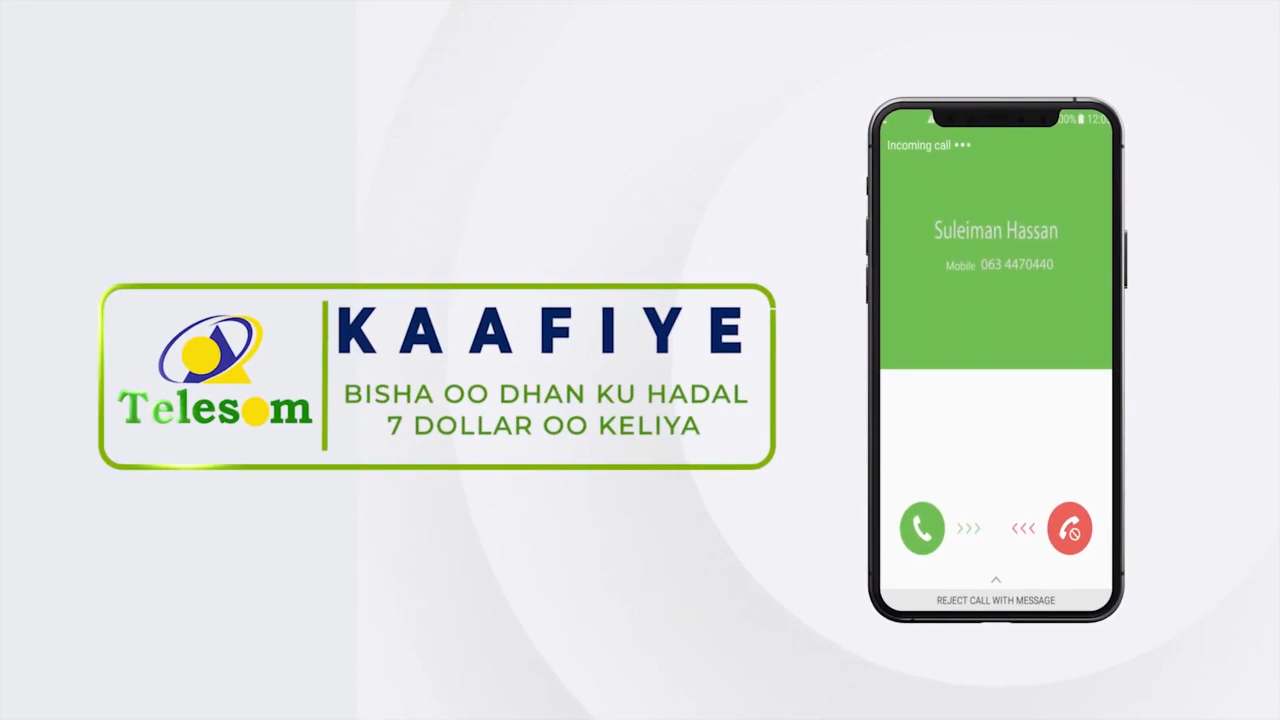 Telesom
KAAFIYE
BISHA OO DHAN KU HADAL
7 DOLLAR OO KELIYA
Incoming call •••
Suleiman Hassan
Mobile 063 4470440
REJECT CALL WITH MESSAGE